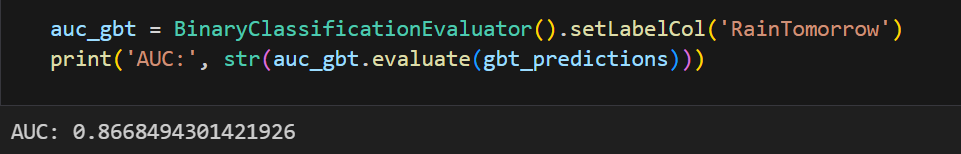 auc_gbt = BinaryClassificationEvaluator().setLabelCol('RainTomorrow')
print('AUC:', str(auc_gbt.evaluate(gbt_predictions)))
AUC: 0.8668494301421926